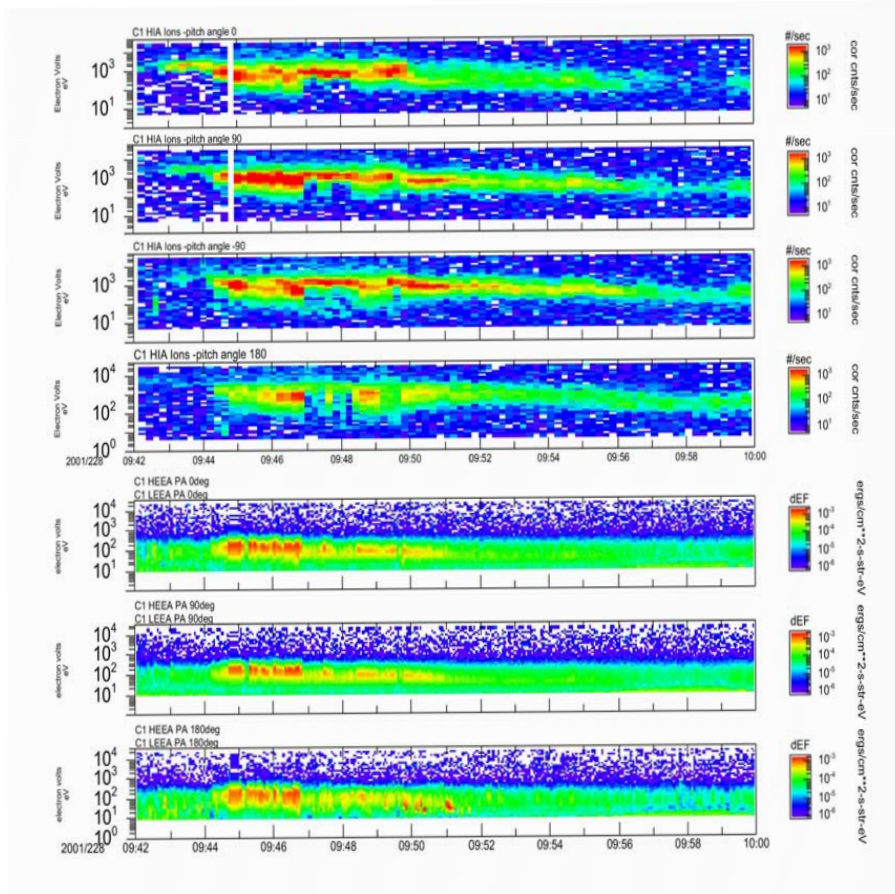 C1 HIA Ions -pitch angle 0
#/sec
Electron Volts
eV
10³
10¹
10³
10²
10¹
cor cnts/sec
C1 HIA Ions -pitch angle 90
#/sec
Electron Volts
eV
10³
10¹
10³
10²
10¹
cor cnts/sec
C1 HIA Ions -pitch angle -90
#/sec
Electron Volts
eV
10³
10¹
10³
10²
10¹
cor cnts/sec
C1 HIA Ions -pitch angle 180
#/sec
Electron Volts
eV
10⁴
10²
10⁰
10³
10²
10¹
cor cnts/sec
2001/228 09:42 09:44 09:46 09:48 09:50 09:52 09:54 09:56 09:58 10:00
C1 HEEA PA 0deg
C1 LEEA PA 0deg
dEF
electron volts
eV
10⁴
10³
10²
10¹
10⁻³
10⁻⁴
10⁻⁵
10⁻⁶
ergs/cm**2-s-str-eV
C1 HEEA PA 90deg
C1 LEEA PA 90deg
dEF
electron volts
eV
10⁴
10³
10²
10¹
10⁻³
10⁻⁴
10⁻⁵
10⁻⁶
ergs/cm**2-s-str-eV
C1 HEEA PA 180deg
C1 LEEA PA 180deg
dEF
electron volts
eV
10⁴
10³
10²
10¹
10⁰
10⁻³
10⁻⁴
10⁻⁵
10⁻⁶
ergs/cm**2-s-str-eV
2001/228 09:42 09:44 09:46 09:48 09:50 09:52 09:54 09:56 09:58 10:00